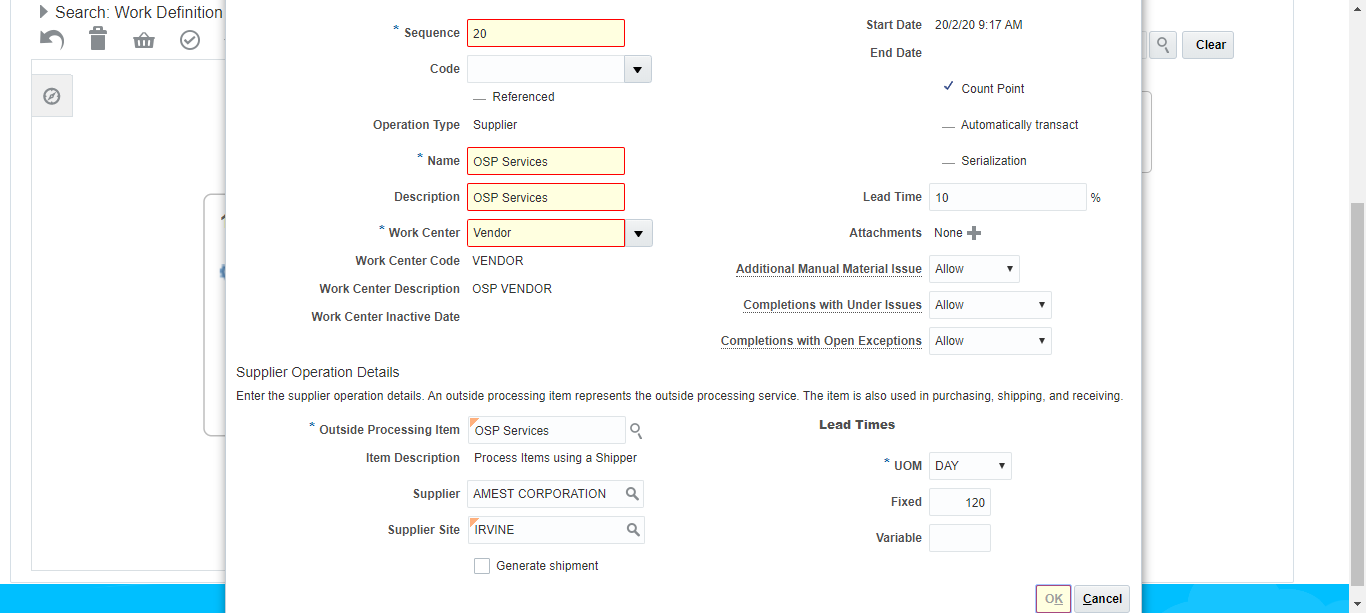 Search: Work Definition
Clear
* Sequence 20
Code
Referenced
Operation Type Supplier
* Name OSP Services
Description OSP Services
* Work Center Vendor
Work Center Code VENDOR
Work Center Description OSP VENDOR
Work Center Inactive Date
Start Date 20/2/20 9:17 AM
End Date
Count Point
Automatically transact
Serialization
Lead Time 10 %
Attachments None
Additional Manual Material Issue Allow
Completions with Under Issues Allow
Completions with Open Exceptions Allow
Supplier Operation Details
Enter the supplier operation details. An outside processing item represents the outside processing service. The item is also used in purchasing, shipping, and receiving.
* Outside Processing Item OSP Services
Item Description Process Items using a Shipper
Supplier AMEST CORPORATION
Supplier Site IRVINE
Generate shipment
Lead Times
* UOM DAY
Fixed 120
Variable
OK Cancel